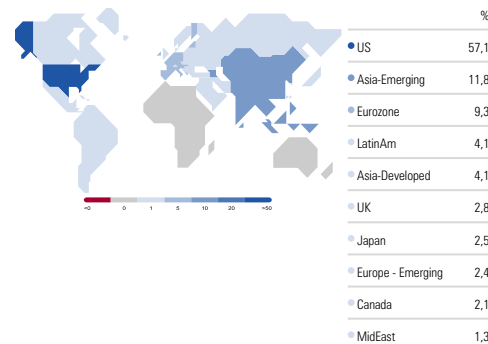 %
US 57,1
Asia-Emerging 11,8
Eurozone 9,3
LatinAm 4,1
Asia-Developed 4,1
UK 2,8
Japan 2,5
Europe - Emerging 2,4
Canada 2,1
MidEast 1,3
<0 0 1 5 10 20 >50